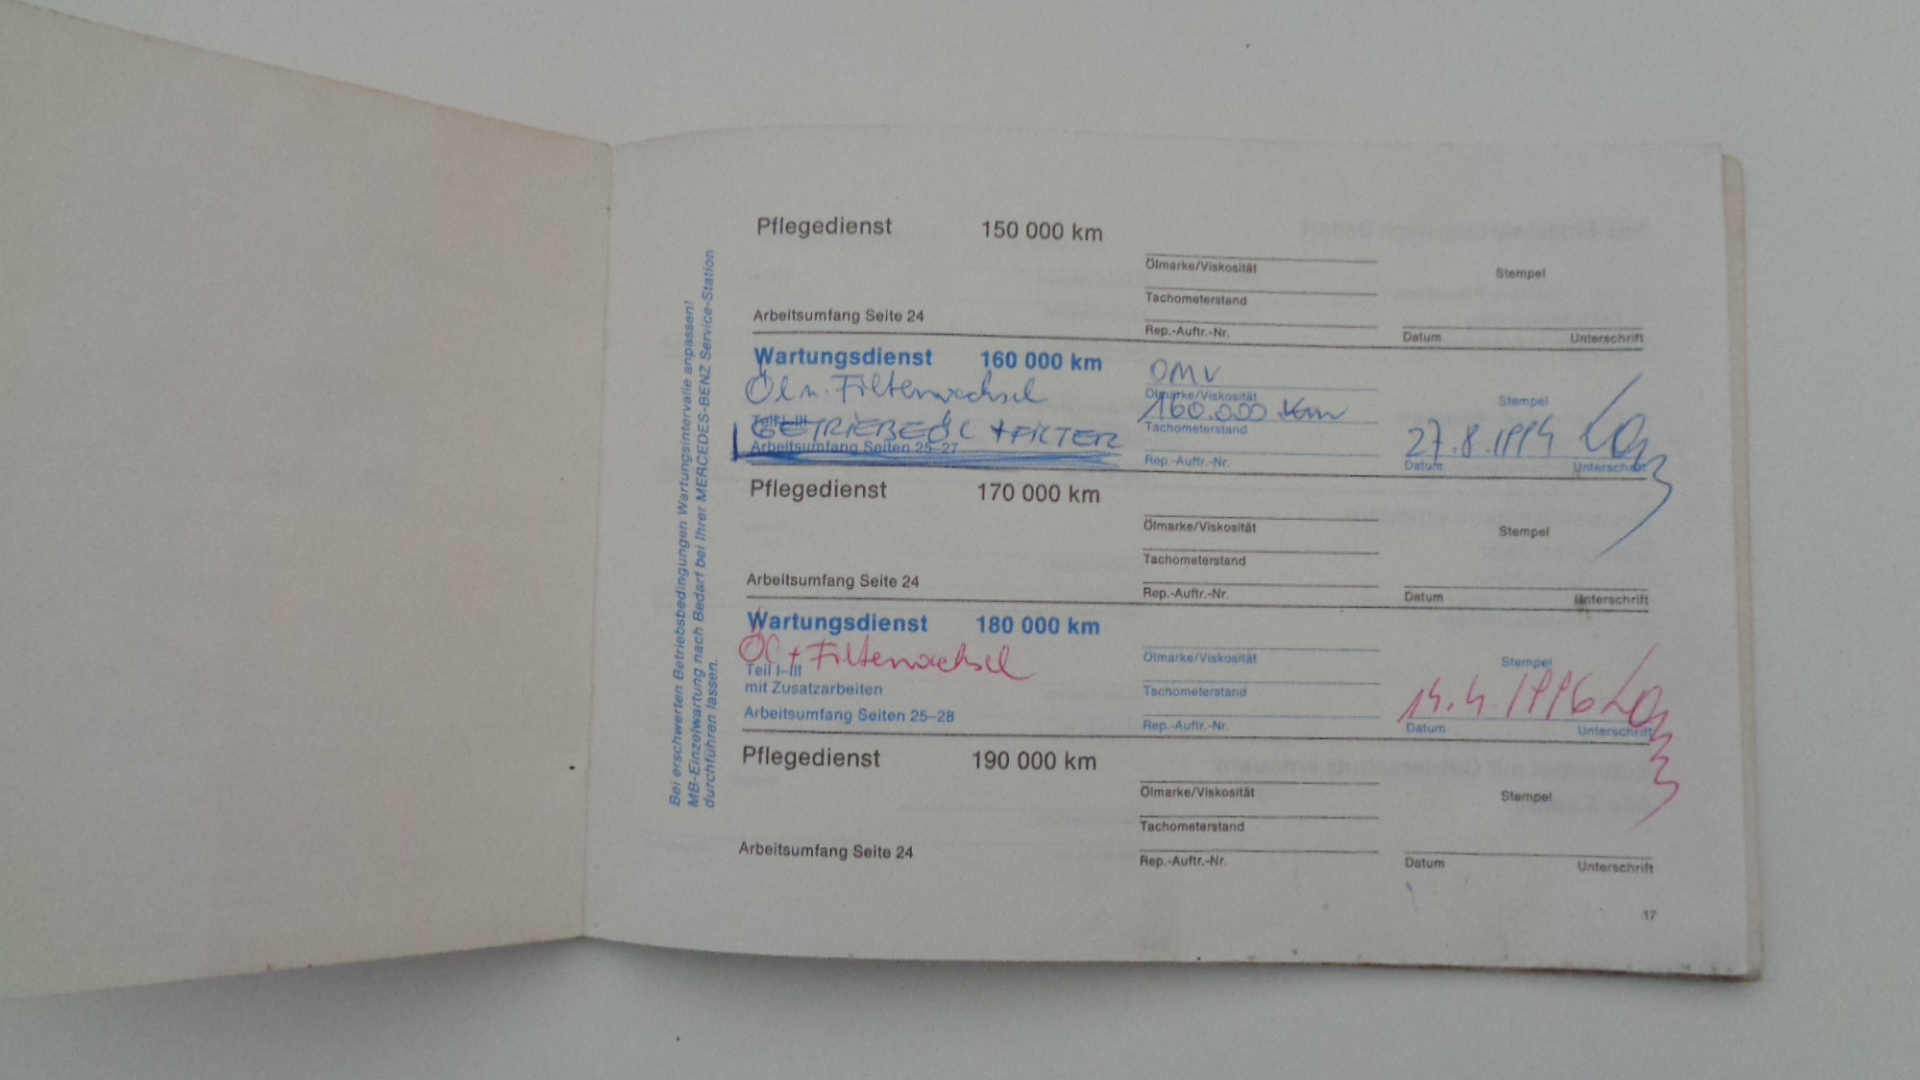 Bei erschwerten Betriebsbedingungen Wartungsintervalle anpassen!
MB-Einzelwartung nach Bedarf bei Ihrer MERCEDES-BENZ Service-Station
durchführen lassen.
Pflegedienst 150 000 km
Ölmarke/Viskosität
Stempel
Tachometerstand
Arbeitsumfang Seite 24
Rep.-Auftr.-Nr.
Datum Unterschrift
Wartungsdienst 160 000 km
OMV
Öl u. Filterwechsel
Ölmarke/Viskosität
Stempel
160.000 km
Teil I–III
GETRIEBEÖL + FILTER
Tachometerstand
27.8.1994
Arbeitsumfang Seiten 25–27
Rep.-Auftr.-Nr.
Datum Unterschrift
Pflegedienst 170 000 km
Ölmarke/Viskosität
Stempel
Tachometerstand
Arbeitsumfang Seite 24
Rep.-Auftr.-Nr.
Datum Unterschrift
Wartungsdienst 180 000 km
Öl + Filterwechsel
Ölmarke/Viskosität
Stempel
Teil I–III
mit Zusatzarbeiten
Tachometerstand
14.4.1996
Arbeitsumfang Seiten 25–28
Rep.-Auftr.-Nr.
Datum Unterschrift
Pflegedienst 190 000 km
Ölmarke/Viskosität
Stempel
Tachometerstand
Arbeitsumfang Seite 24
Rep.-Auftr.-Nr.
Datum Unterschrift
17